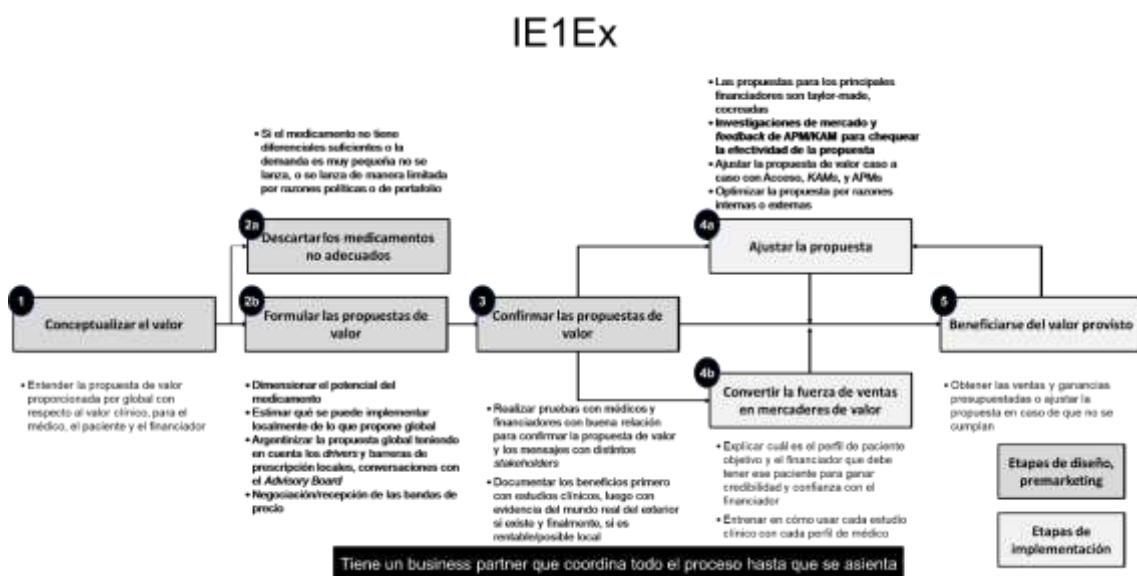 IE1Ex
• Las propuestas para los principales
financiadores son taylor-made,
cocreadas
• Investigaciones de mercado y
feedback de APM/KAM para chequear
la efectividad de la propuesta
• Ajustar la propuesta de valor caso a
caso con Acceso, KAMs, y APMs
• Optimizar la propuesta por razones
internas o externas
• Si el medicamento no tiene
diferenciales suficientes o la
demanda es muy pequeña no se
lanza, o se lanza de manera limitada
por razones políticas o de portafolio
2a
Descartar los medicamentos
no adecuados
4a
Ajustar la propuesta
1
Conceptualizar el valor
2b
Formular las propuestas de
valor
3
Confirmar las propuestas de
valor
5
Beneficiarse del valor provisto
• Entender la propuesta de valor
proporcionada por global con
respecto al valor clínico, para el
médico, el paciente y el financiador
• Dimensionar el potencial del
medicamento
• Estimar qué se puede implementar
localmente de lo que propone global
• Argentinizar la propuesta global teniendo
en cuenta los drivers y barreras de
prescripción locales, conversaciones con
el Advisory Board
• Negociación/recepción de las bandas de
precio
• Realizar pruebas con médicos y
financiadores con buena relación
para confirmar la propuesta de valor
y los mensajes con distintos
stakeholders
• Documentar los beneficios primero
con estudios clínicos, luego con
evidencia del mundo real del exterior
si existe y finalmente, si es
rentable/posible local
4b
Convertir la fuerza de ventas
en mercaderes de valor
• Explicar cuál es el perfil de paciente
objetivo y el financiador que debe
tener ese paciente para ganar
credibilidad y confianza con el
financiador
• Entrenar en cómo usar cada estudio
clínico con cada perfil de médico
• Obtener las ventas y ganancias
presupuestadas o ajustar la
propuesta en caso de que no se
cumplan
Etapas de diseño,
premarketing
Etapas de
implementación
Tiene un business partner que coordina todo el proceso hasta que se asienta